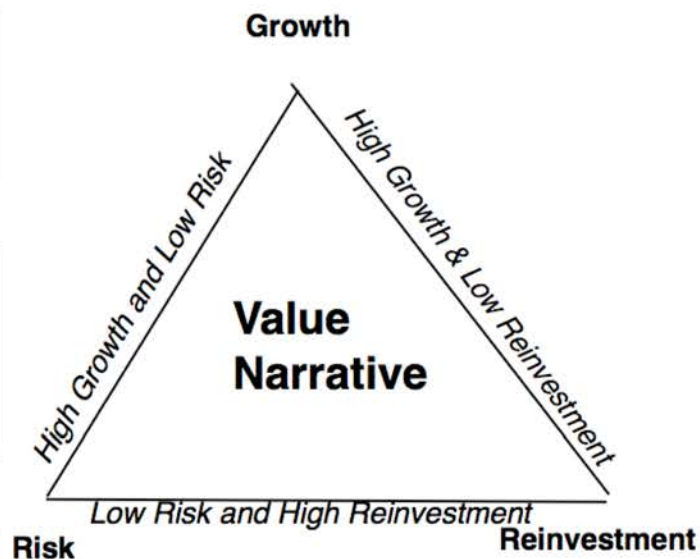 Growth
High Growth and Low Risk
High Growth & Low Reinvestment
Value
Narrative
Low Risk and High Reinvestment
Risk
Reinvestment